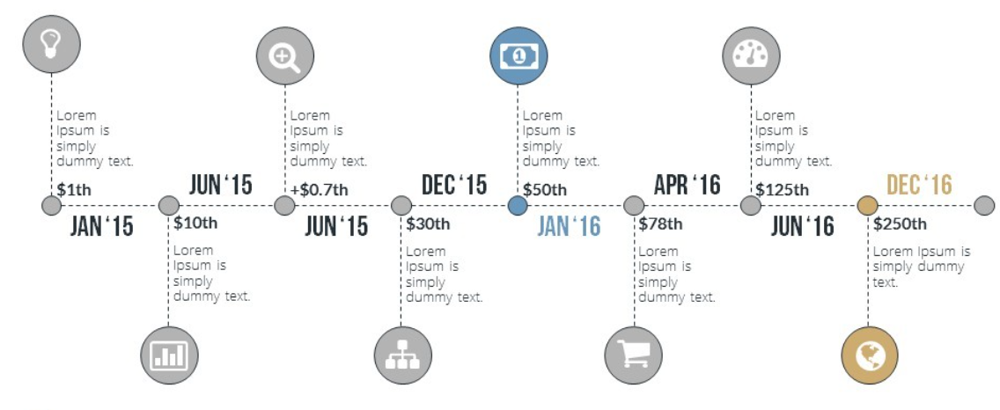 Lorem
Ipsum is
simply
dummy text.
$1th
JAN ‘15
JUN ‘15
$10th
Lorem
Ipsum is
simply
dummy text.
Lorem
Ipsum is
simply
dummy text.
+$0.7th
JUN ‘15
DEC ‘15
$30th
Lorem
Ipsum is
simply
dummy text.
1
Lorem
Ipsum is
simply
dummy text.
$50th
JAN ‘16
APR ‘16
$78th
Lorem
Ipsum is
simply
dummy text.
Lorem
Ipsum is
simply
dummy text.
$125th
JUN ‘16
DEC ‘16
$250th
Lorem Ipsum is
simply dummy
text.